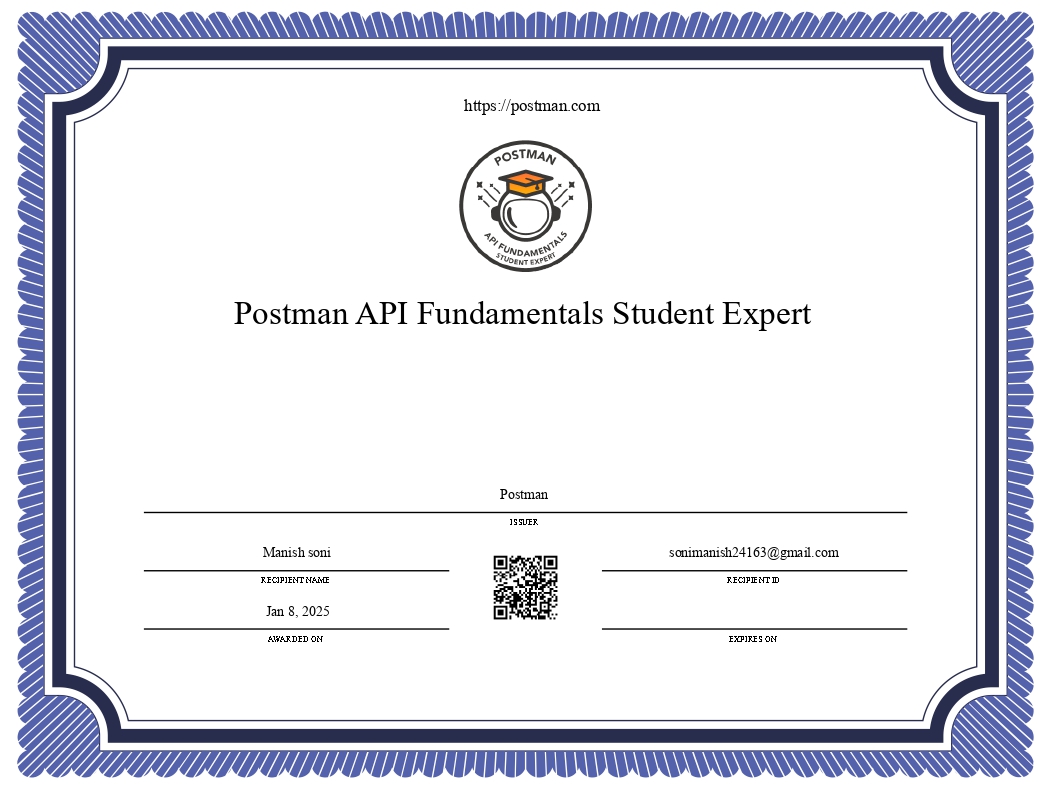 https://postman.com
POSTMAN
API FUNDAMENTALS
STUDENT EXPERT
Postman API Fundamentals Student Expert
Postman
ISSUER
Manish soni
RECIPIENT NAME
sonimanish24163@gmail.com
RECIPIENT ID
Jan 8, 2025
AWARDED ON
EXPIRES ON